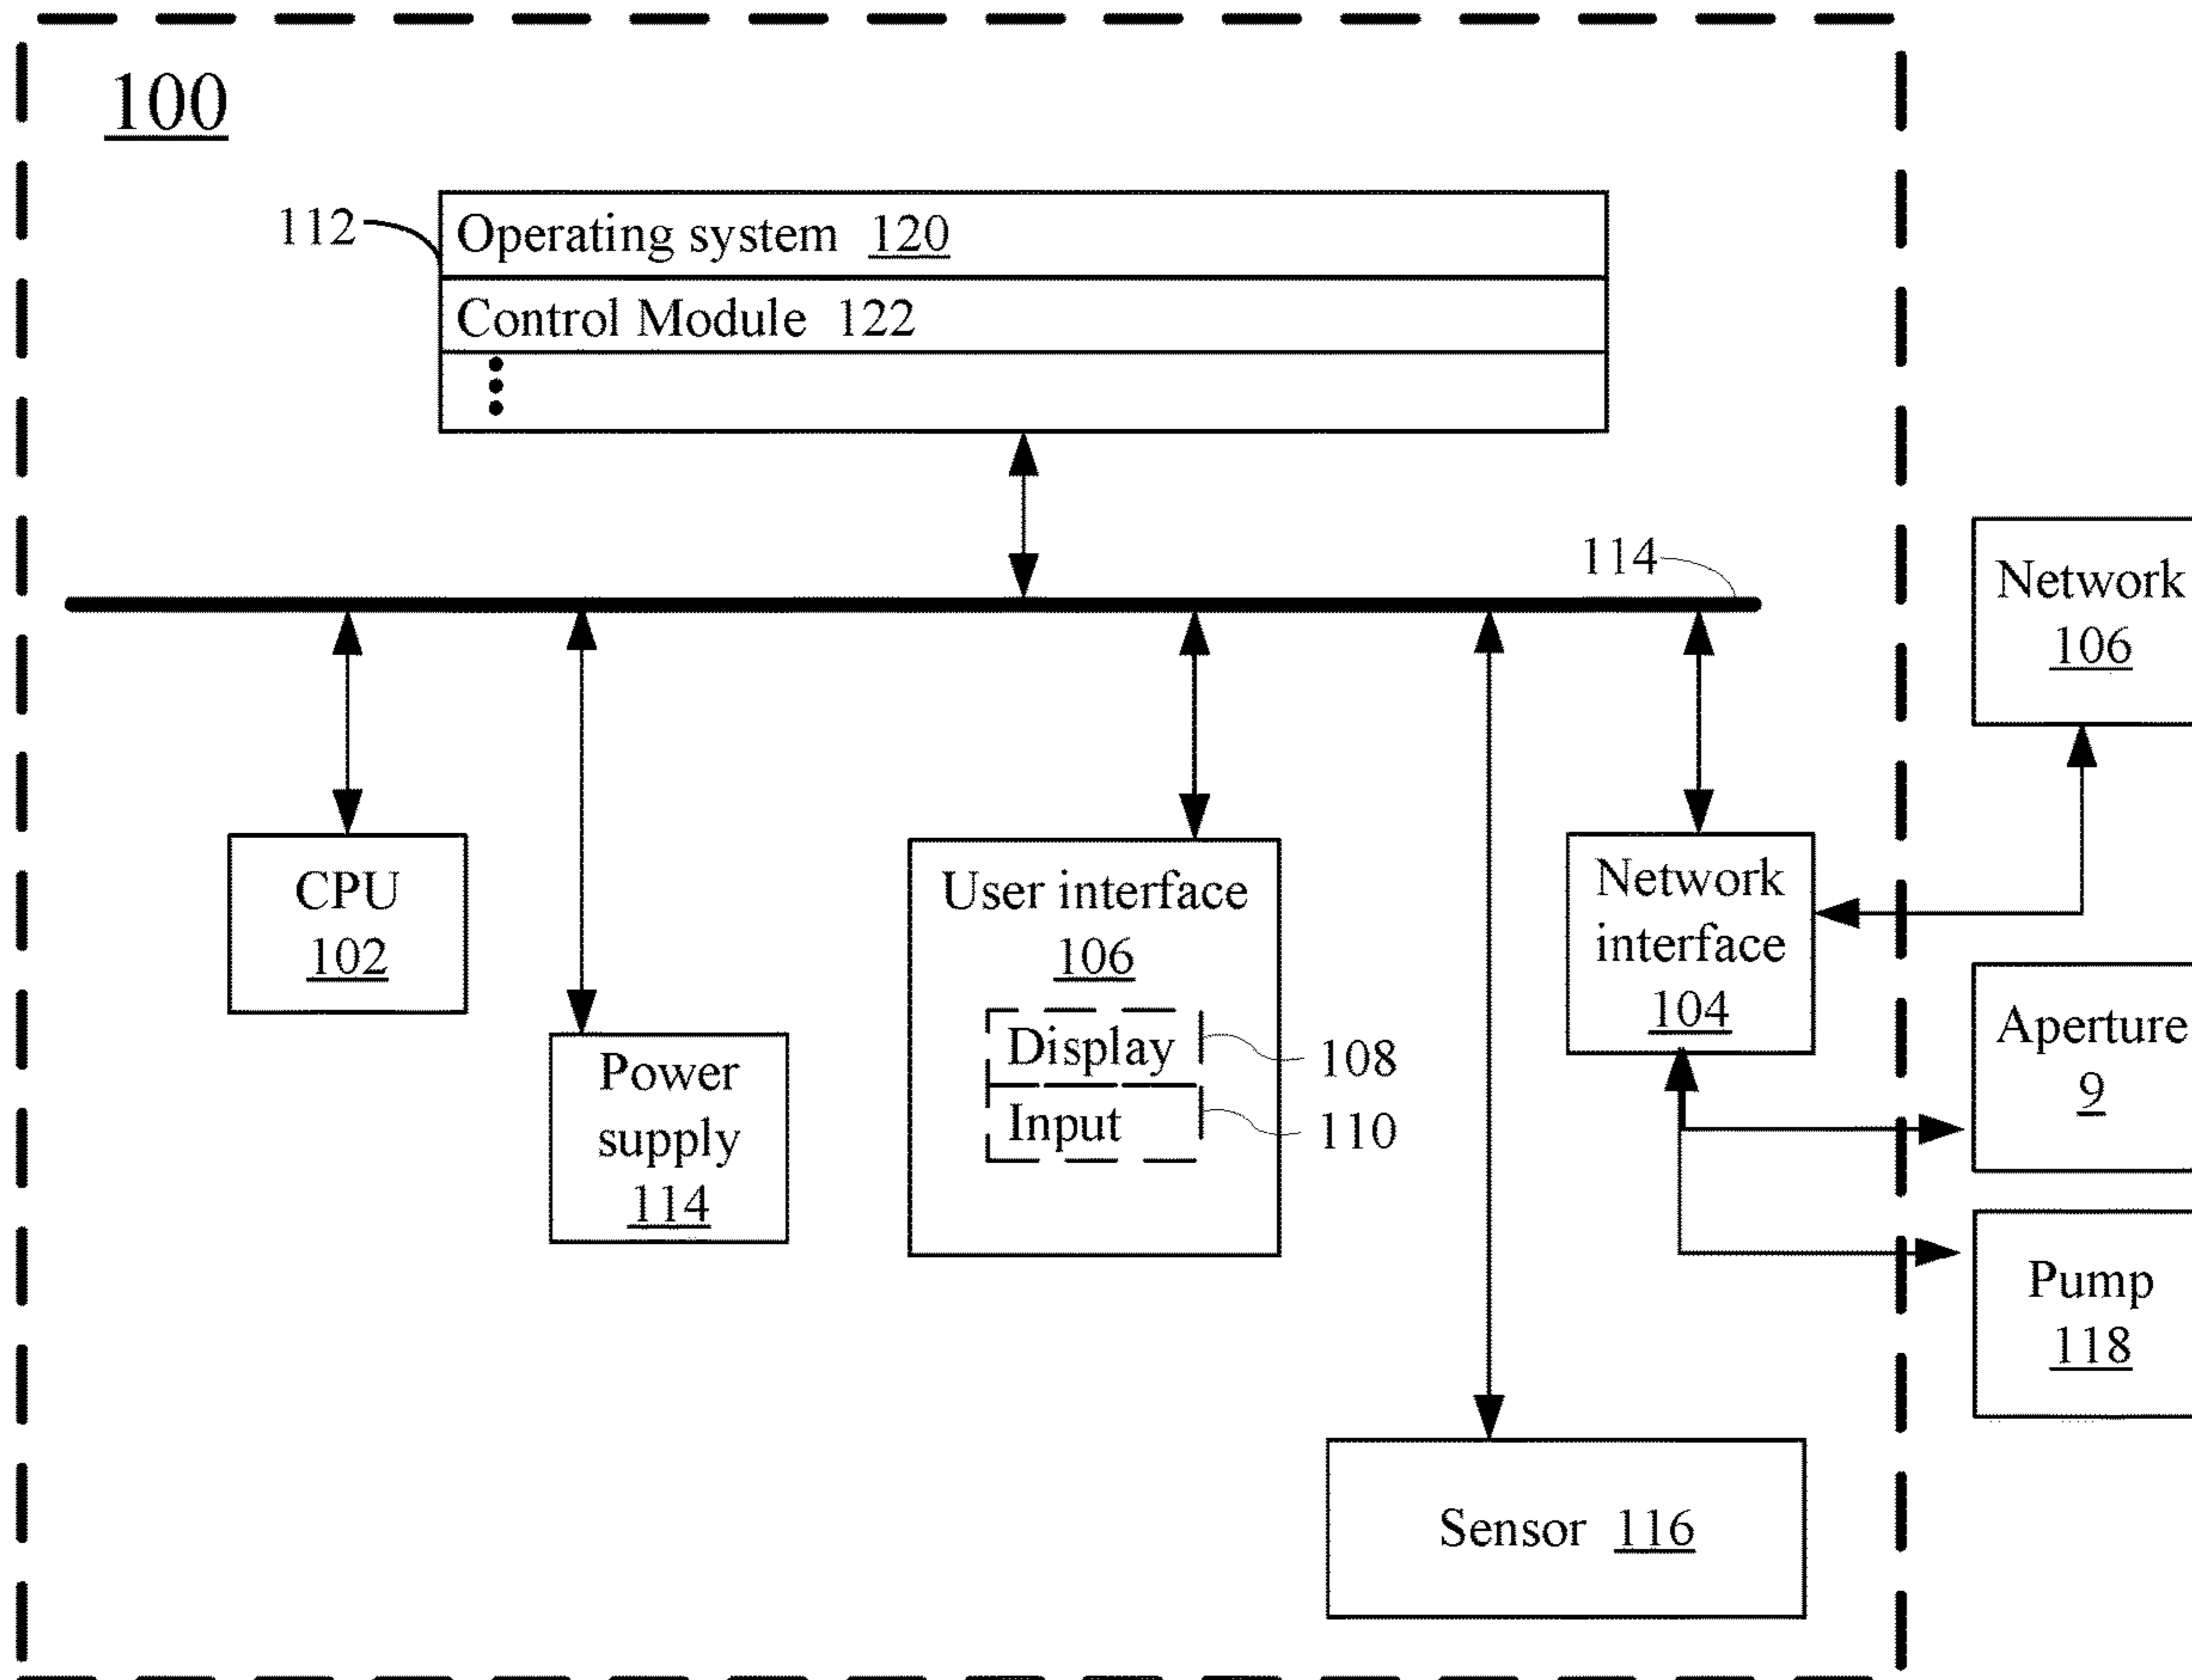 100
112
Operating system 120
Control Module 122
114
Network
106
CPU
102
Power
supply
114
User interface
106
Display
108
Input
110
Network
interface
104
Aperture
9
Pump
118
Sensor 116